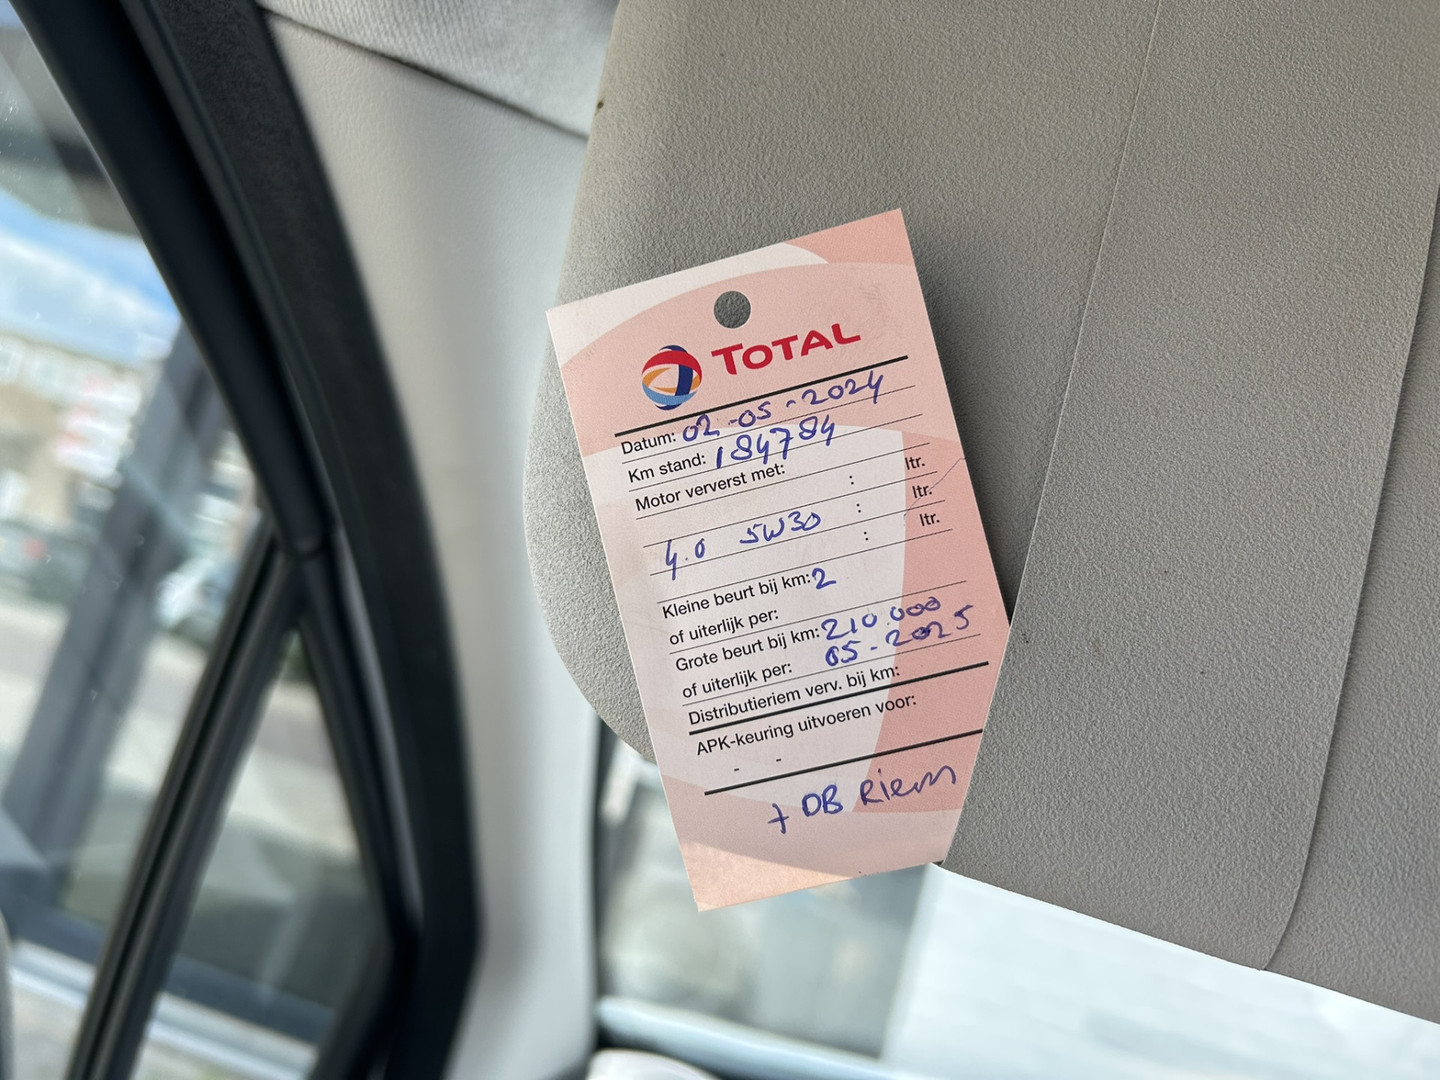 TOTAL
Datum: 02-05-2024
Km stand: 184784
Motor ververst met:
: ltr.
4.0 5W30 : ltr.
: ltr.
Kleine beurt bij km: 2
of uiterlijk per:
Grote beurt bij km: 210.000
of uiterlijk per: 05-2025
Distributieriem verv. bij km:
APK-keuring uitvoeren voor:
- -
+ DB Riem